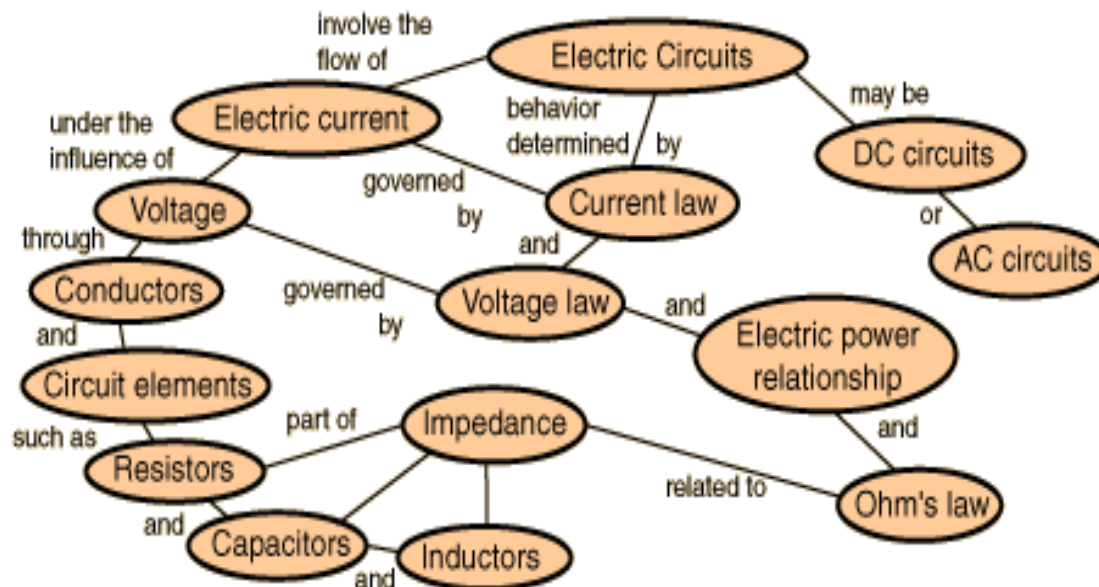 involve the
flow of
Electric Circuits
Electric current
behavior
determined by
may be
under the
influence of
DC circuits
governed
by
Current law
Voltage
or
through
and
AC circuits
Conductors
governed
by
Voltage law
and
and
Electric power
relationship
Circuit elements
part of
Impedance
and
such as
Resistors
related to
Ohm's law
and
Capacitors
and
Inductors